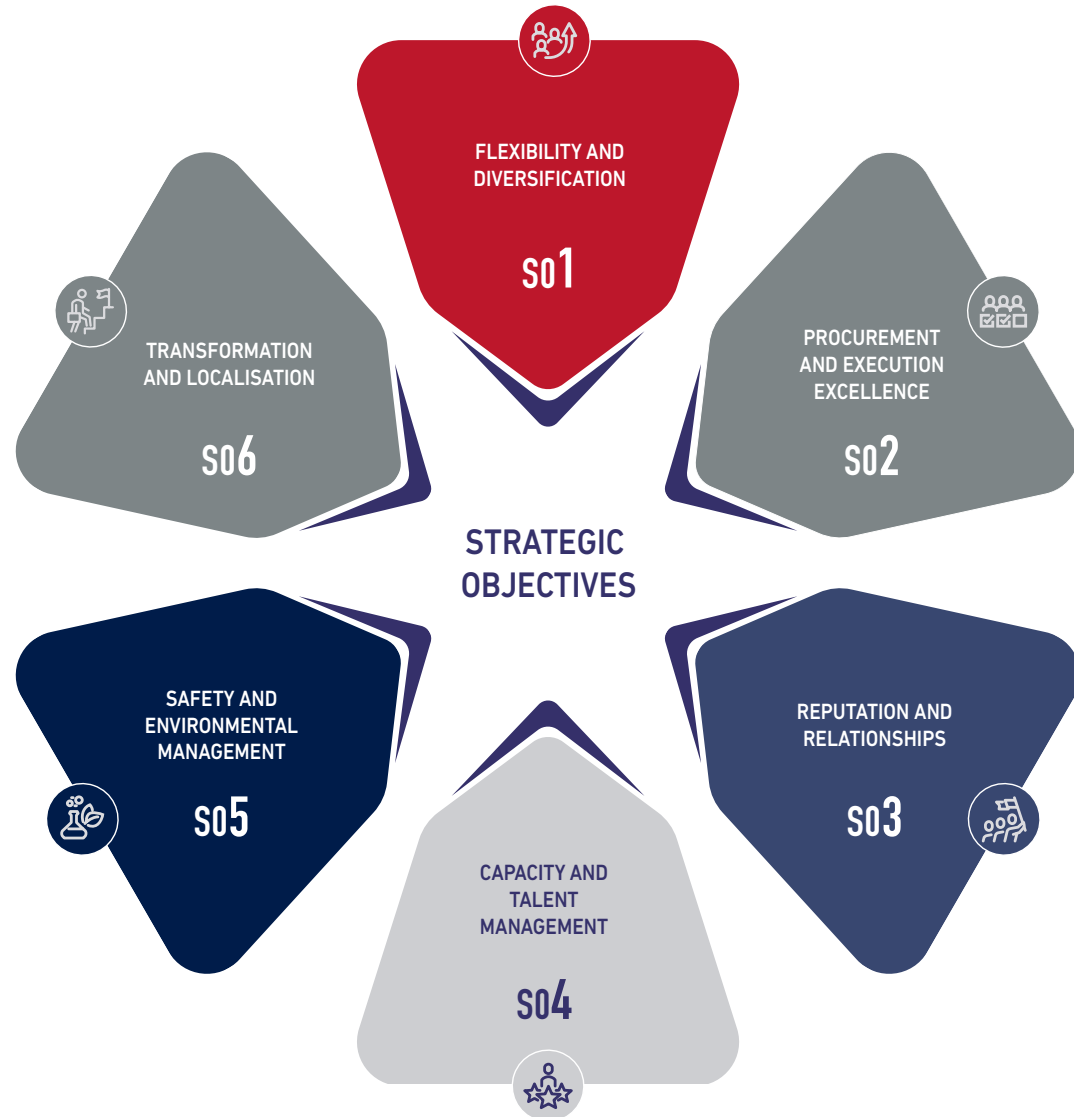 FLEXIBILITY AND
DIVERSIFICATION
SO1
PROCUREMENT
AND EXECUTION
EXCELLENCE
SO2
REPUTATION AND
RELATIONSHIPS
SO3
CAPACITY AND
TALENT
MANAGEMENT
SO4
SAFETY AND
ENVIRONMENTAL
MANAGEMENT
SO5
TRANSFORMATION
AND LOCALISATION
SO6
STRATEGIC
OBJECTIVES